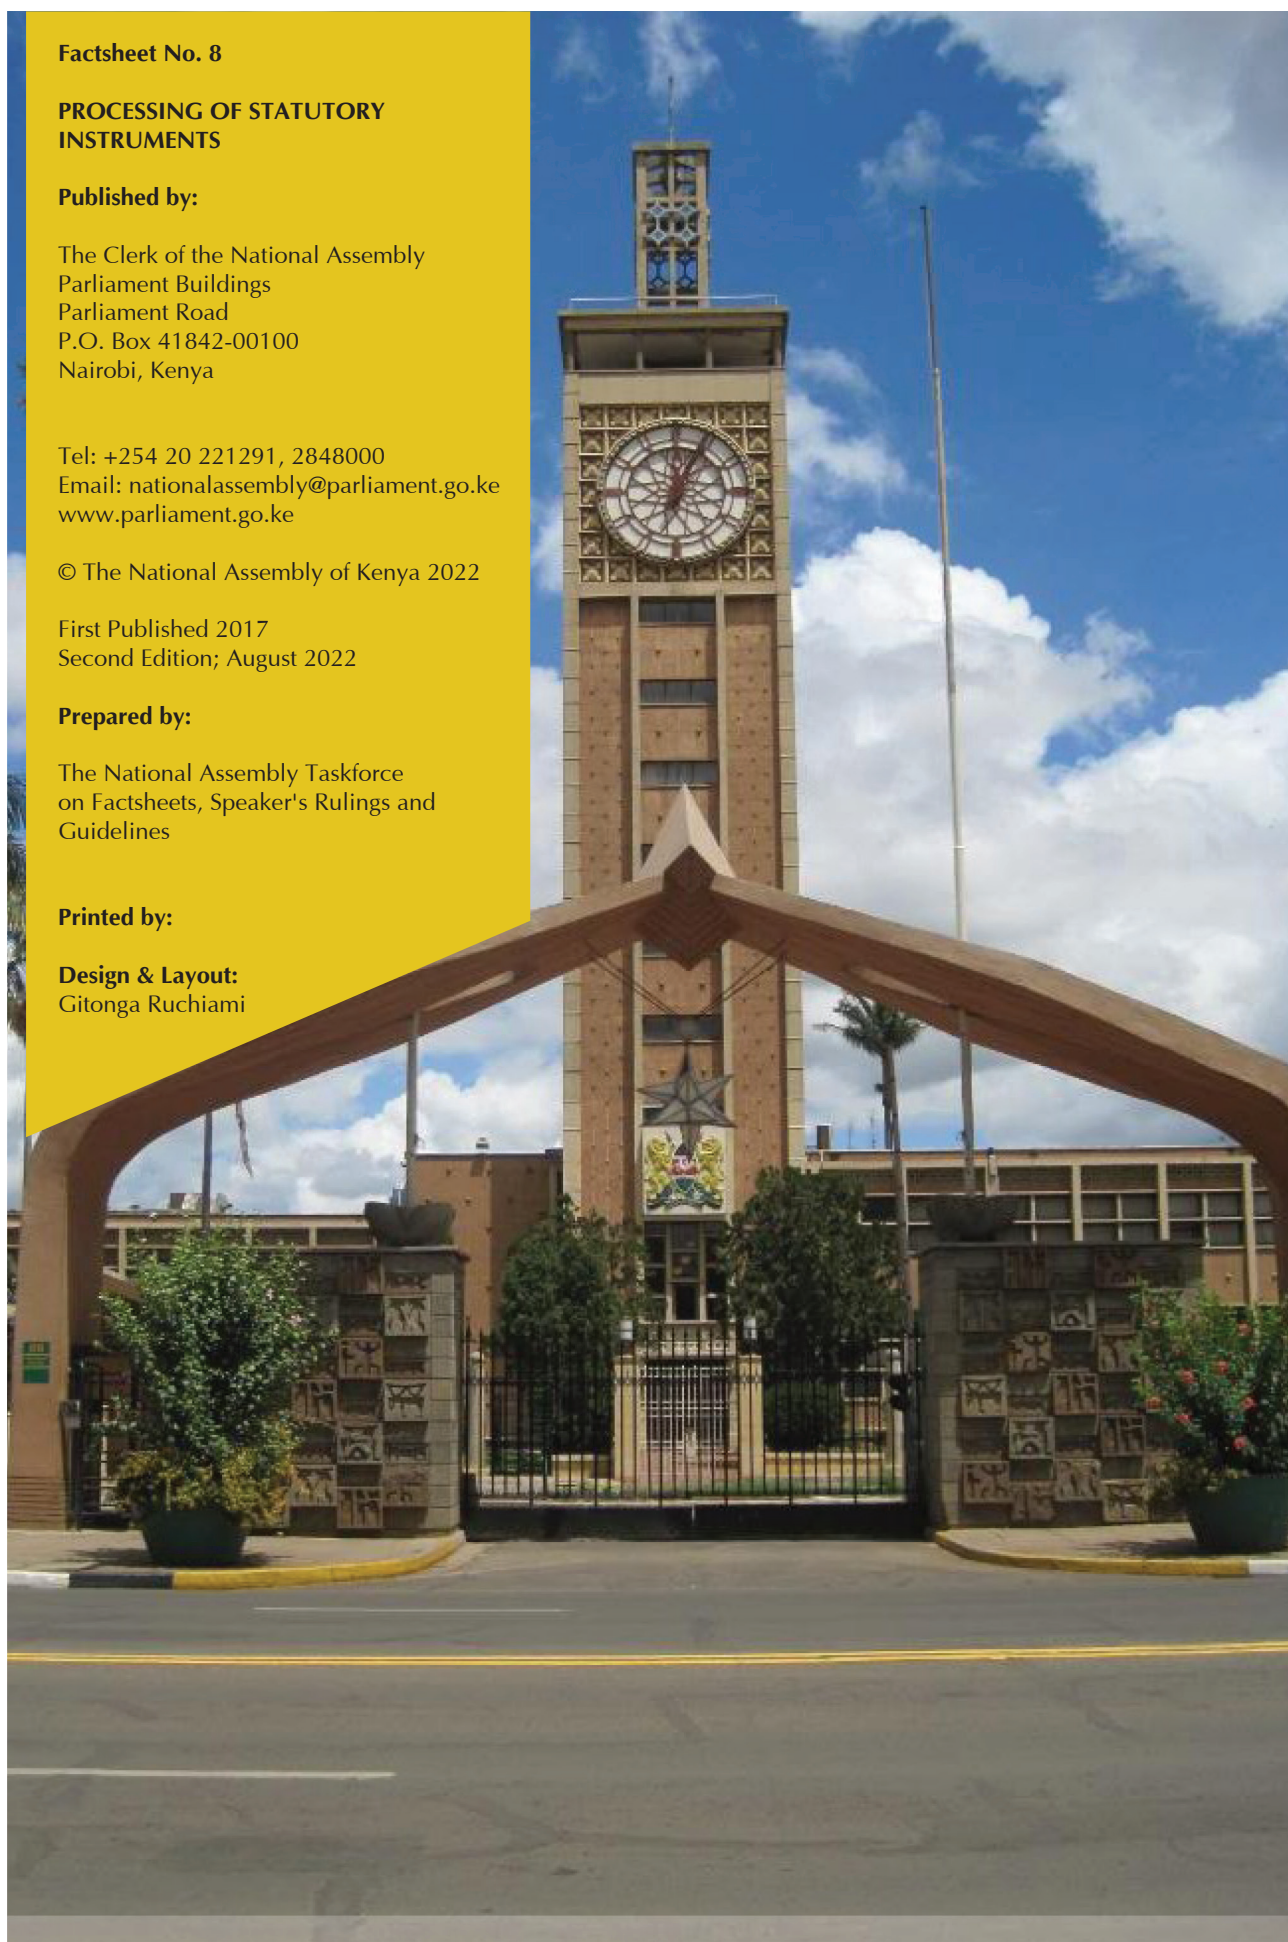 Factsheet No. 8
PROCESSING OF STATUTORY
INSTRUMENTS
Published by:
The Clerk of the National Assembly
Parliament Buildings
Parliament Road
P.O. Box 41842-00100
Nairobi, Kenya
Tel: +254 20 221291, 2848000
Email: nationalassembly@parliament.go.ke
www.parliament.go.ke
© The National Assembly of Kenya 2022
First Published 2017
Second Edition; August 2022
Prepared by:
The National Assembly Taskforce
on Factsheets, Speaker's Rulings and
Guidelines
Printed by:
Design & Layout:
Gitonga Ruchiami